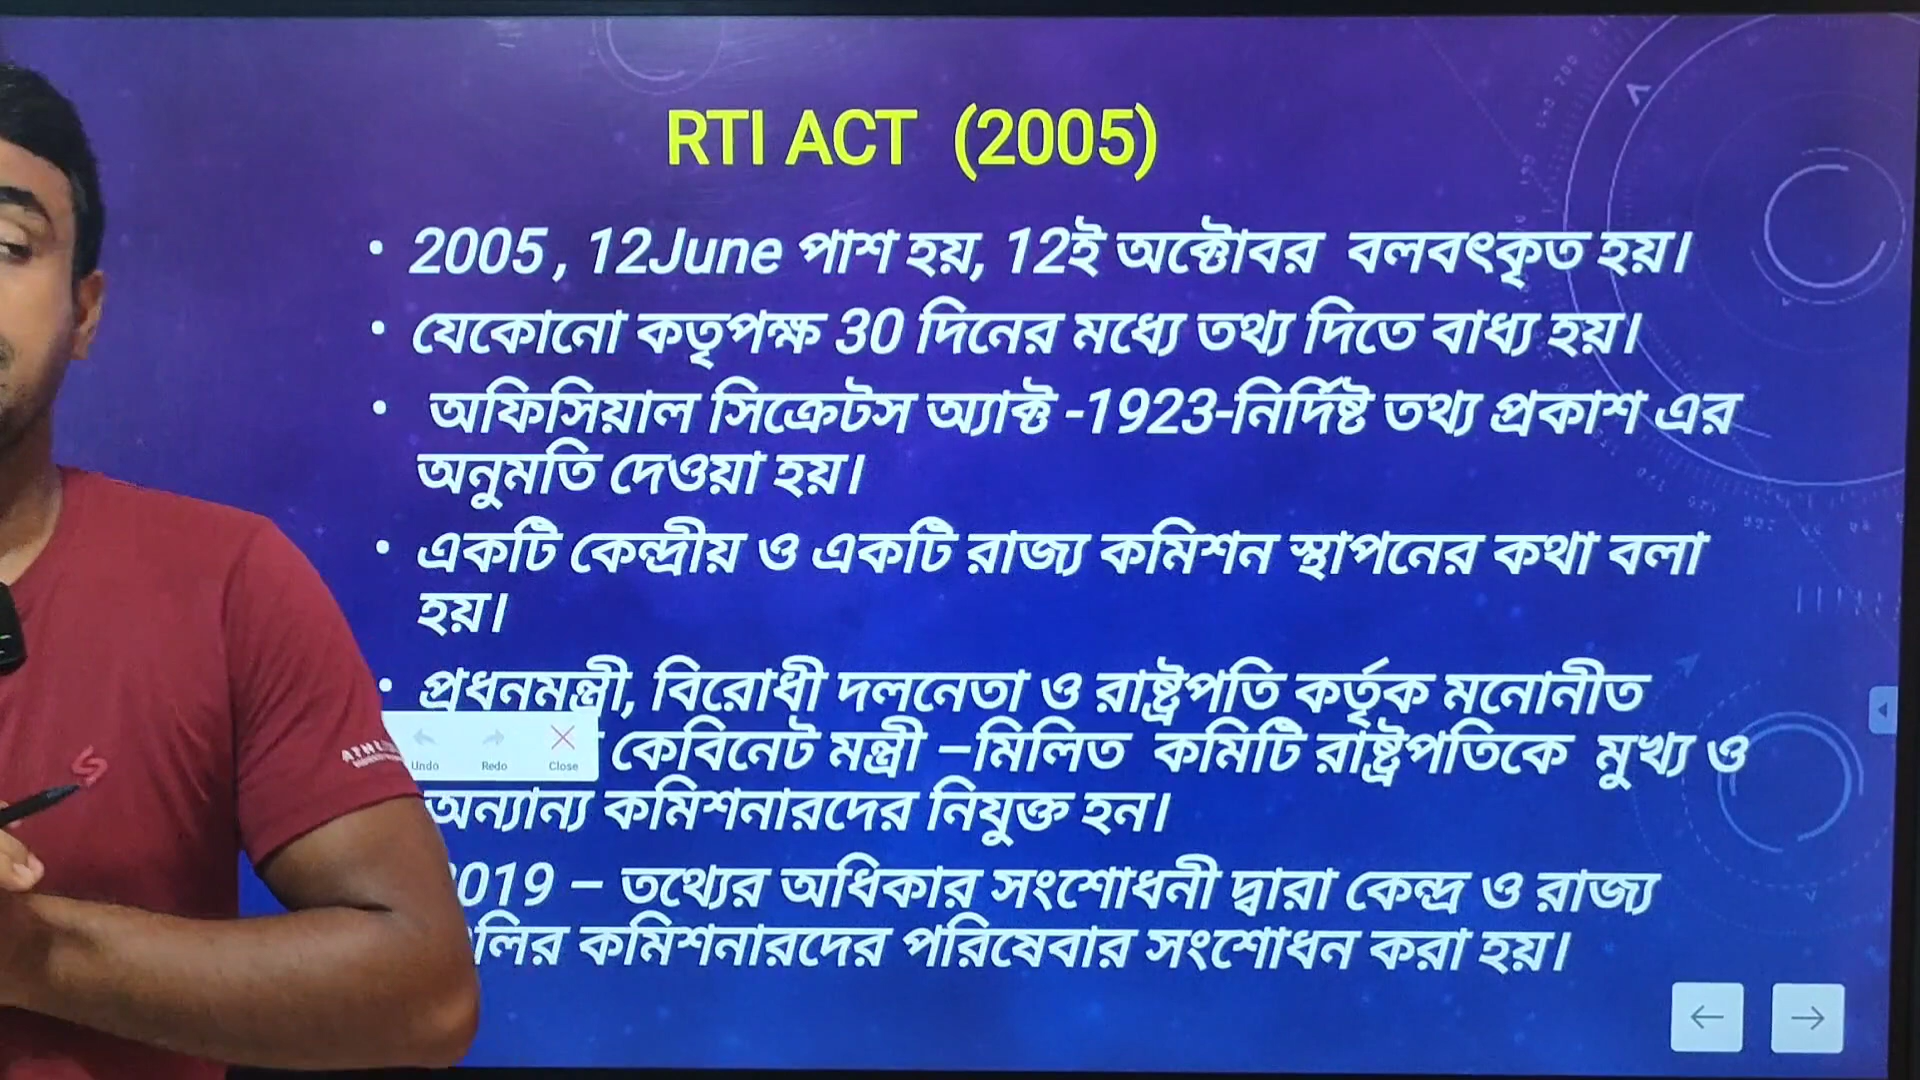 RTI ACT (2005)
• 2005 , 12June পাশ হয়, 12ই অক্টোবর বলবৎকৃত হয়।
• যেকোনো কতৃপক্ষ 30 দিনের মধ্যে তথ্য দিতে বাধ্য হয়।
• অফিসিয়াল সিক্রেটস অ্যাক্ট -1923-নির্দিষ্ট তথ্য প্রকাশ এর
অনুমতি দেওয়া হয়।
• একটি কেন্দ্রীয় ও একটি রাজ্য কমিশন স্থাপনের কথা বলা
হয়।
• প্রধনমন্ত্রী, বিরোধী দলনেতা ও রাষ্ট্রপতি কর্তৃক মনোনীত
কেবিনেট মন্ত্রী –মিলিত কমিটি রাষ্ট্রপতিকে মুখ্য ও
Undo Redo Close
অন্যান্য কমিশনারদের নিযুক্ত হন।
2019 – তথ্যের অধিকার সংশোধনী দ্বারা কেন্দ্র ও রাজ্য
কমিশনারদের পরিষেবার সংশোধন করা হয়।